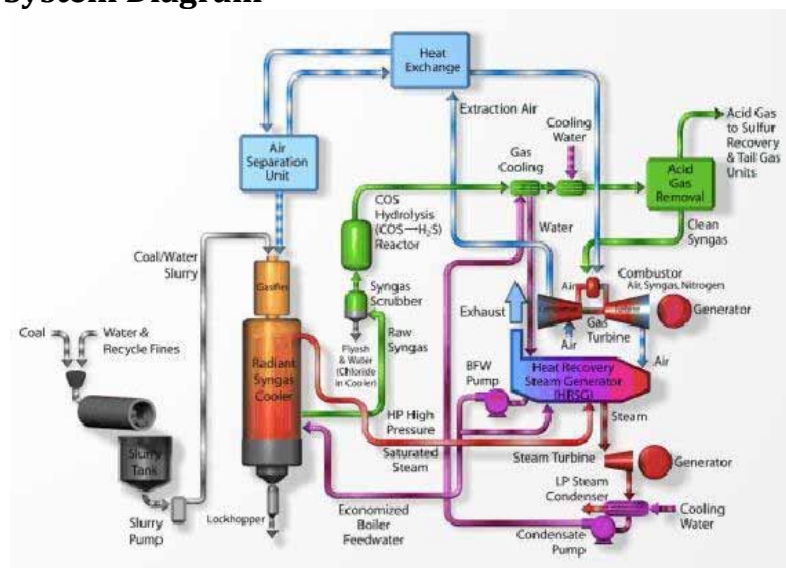 System Diagram
Heat
Exchange
Extraction Air
Cooling
Water
Acid Gas
to Sulfur
Recovery
& Tail Gas
Units
Air
Separation
Unit
Gas
Cooling
Acid
Gas
Removal
COS
Hydrolysis
(COS→H₂S)
Reactor
Water
Clean
Syngas
Coal/Water
Slurry
Gasifier
Syngas
Scrubber
Combustor
Air, Syngas, Nitrogen
Air
Compressor
Turbine
Generator
Exhaust
Gas
Turbine
Air
Air
Coal
Water &
Recycle Fines
Flyash
& Water
(Chloride
in Cooler)
Raw
Syngas
Radiant
Syngas
Cooler
BFW
Pump
Heat Recovery
Steam Generator
(HRSG)
HP High
Pressure
Saturated
Steam
Steam
Slurry
Tank
Steam Turbine
Generator
LP Steam
Condenser
Slurry
Pump
Lockhopper
Economized
Boiler
Feedwater
Cooling
Water
Condensate
Pump